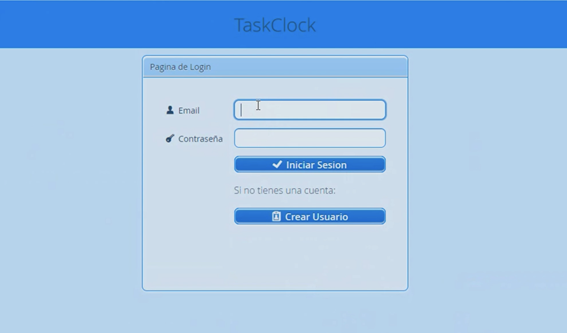 TaskClock
Pagina de Login
Email
Contraseña
Iniciar Sesion
Si no tienes una cuenta:
Crear Usuario